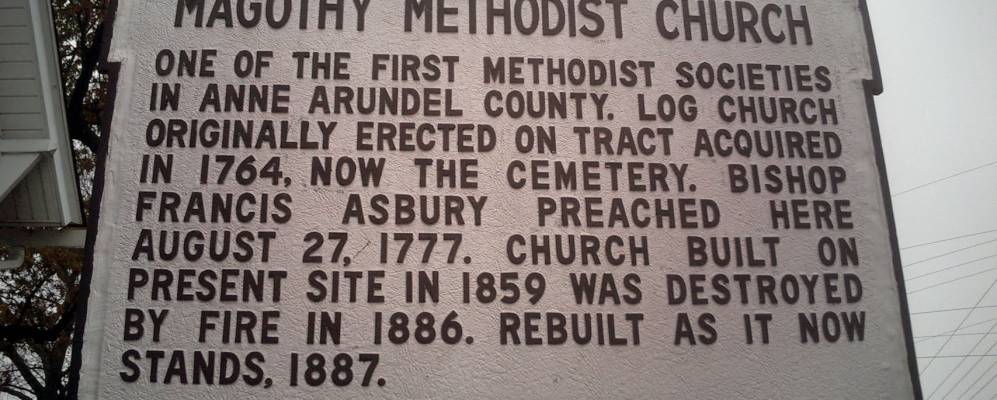 MAGOTHY METHODIST CHURCH
ONE OF THE FIRST METHODIST SOCIETIES
IN ANNE ARUNDEL COUNTY. LOG CHURCH
ORIGINALLY ERECTED ON TRACT ACQUIRED
IN 1764, NOW THE CEMETERY. BISHOP
FRANCIS ASBURY PREACHED HERE
AUGUST 27, 1777. CHURCH BUILT ON
PRESENT SITE IN 1859 WAS DESTROYED
BY FIRE IN 1886. REBUILT AS IT NOW
STANDS, 1887.